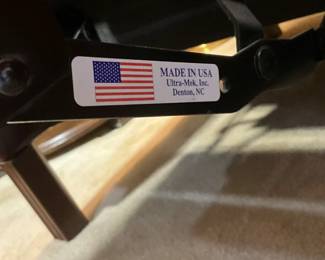 MADE IN USA
Ultra-Mek, Inc.
Denton, NC